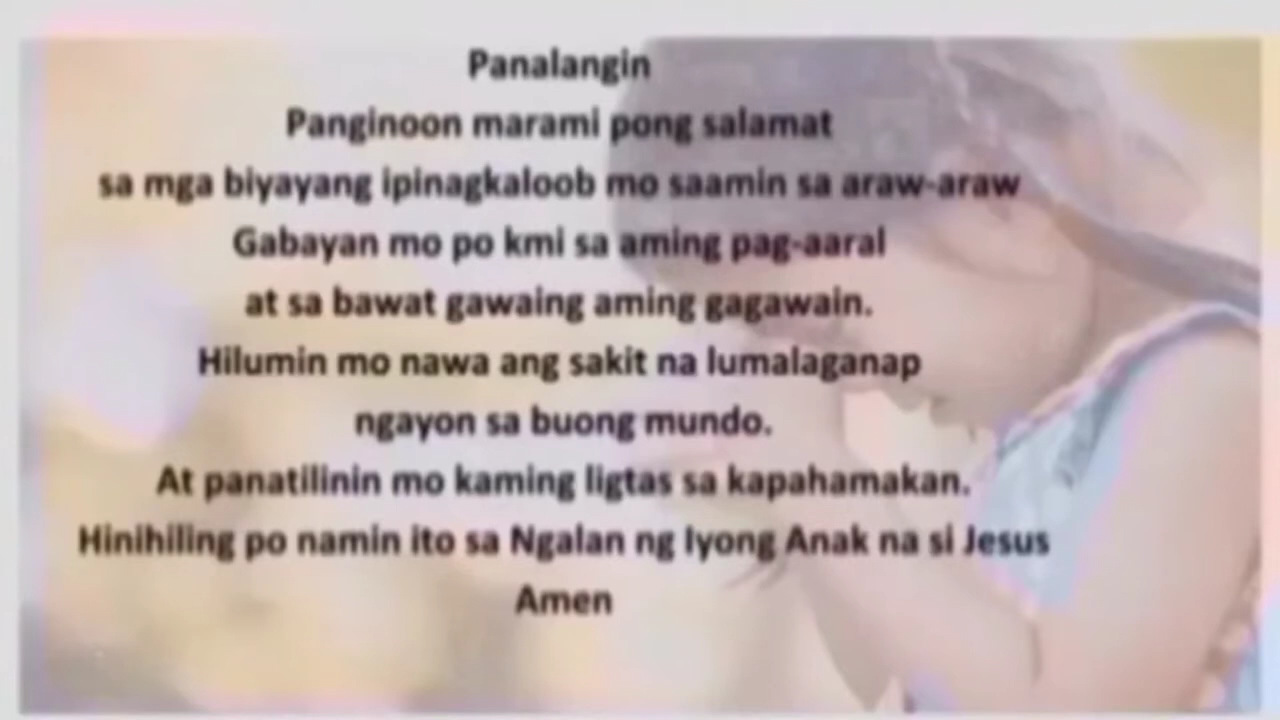 Panalangin
Panginoon marami pong salamat
sa mga biyayang ipinagkaloob mo saamin sa araw-araw
Gabayan mo po kmi sa aming pag-aaral
at sa bawat gawaing aming gagawain.
Hilumin mo nawa ang sakit na lumalaganap
ngayon sa buong mundo.
At panatilinin mo kaming ligtas sa kapahamakan.
Hinihiling po namin ito sa Ngalan ng Iyong Anak na si Jesus
Amen